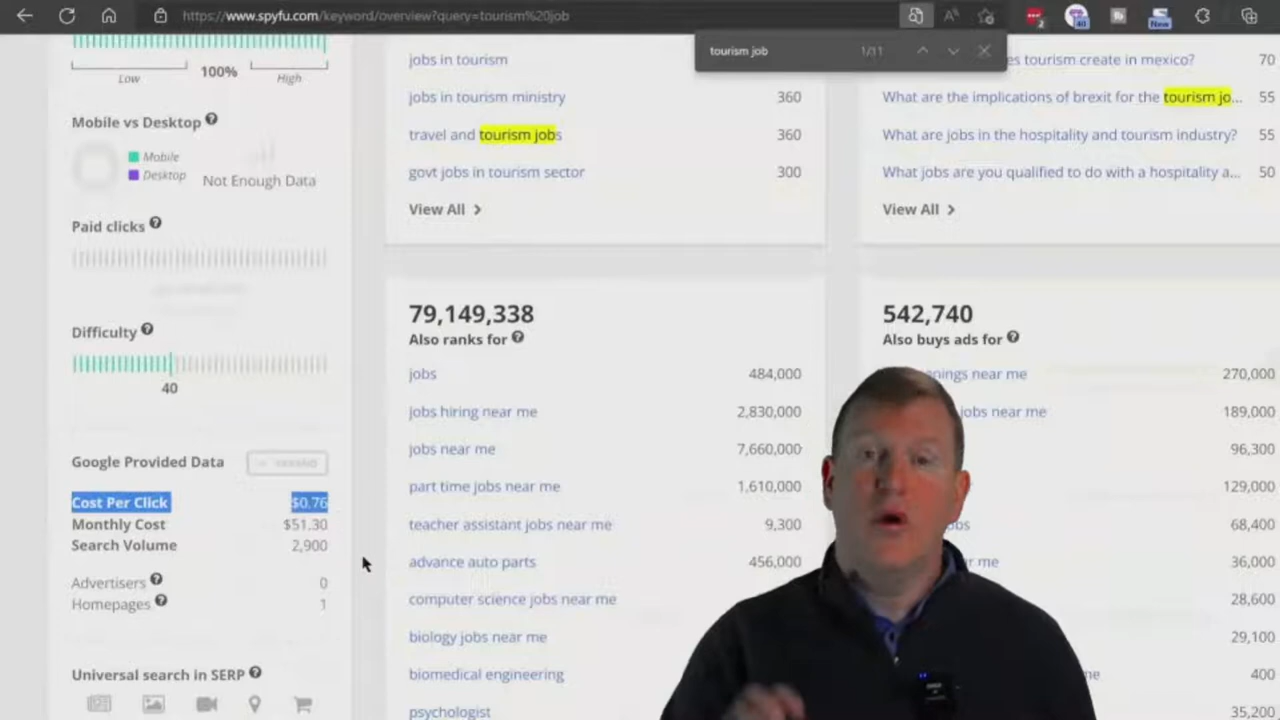 https://www.spyfu.com/keyword/overview?query=tourism%20job
2
40
New
tourism job 1/11
Low 100% High
Mobile vs Desktop ?
Mobile
Desktop
Not Enough Data
Paid clicks ?
Difficulty ?
40
Google Provided Data
Cost Per Click $0.76
Monthly Cost $51.30
Search Volume 2,900
Advertisers ? 0
Homepages ? 1
Universal search in SERP ?
jobs in tourism
jobs in tourism ministry 360
travel and tourism jobs 360
govt jobs in tourism sector 300
View All >
79,149,338
Also ranks for ?
jobs 484,000
jobs hiring near me 2,830,000
jobs near me 7,660,000
part time jobs near me 1,610,000
teacher assistant jobs near me 9,300
advance auto parts 456,000
computer science jobs near me
biology jobs near me
biomedical engineering
psychologist
es tourism create in mexico? 70
What are the implications of brexit for the tourism jo... 55
What are jobs in the hospitality and tourism industry? 55
What jobs are you qualified to do with a hospitality a... 50
View All >
542,740
Also buys ads for ?
enings near me 270,000
jobs near me 189,000
96,300
129,000
obs 68,400
r me 36,000
28,600
29,100
ne 400
35,200